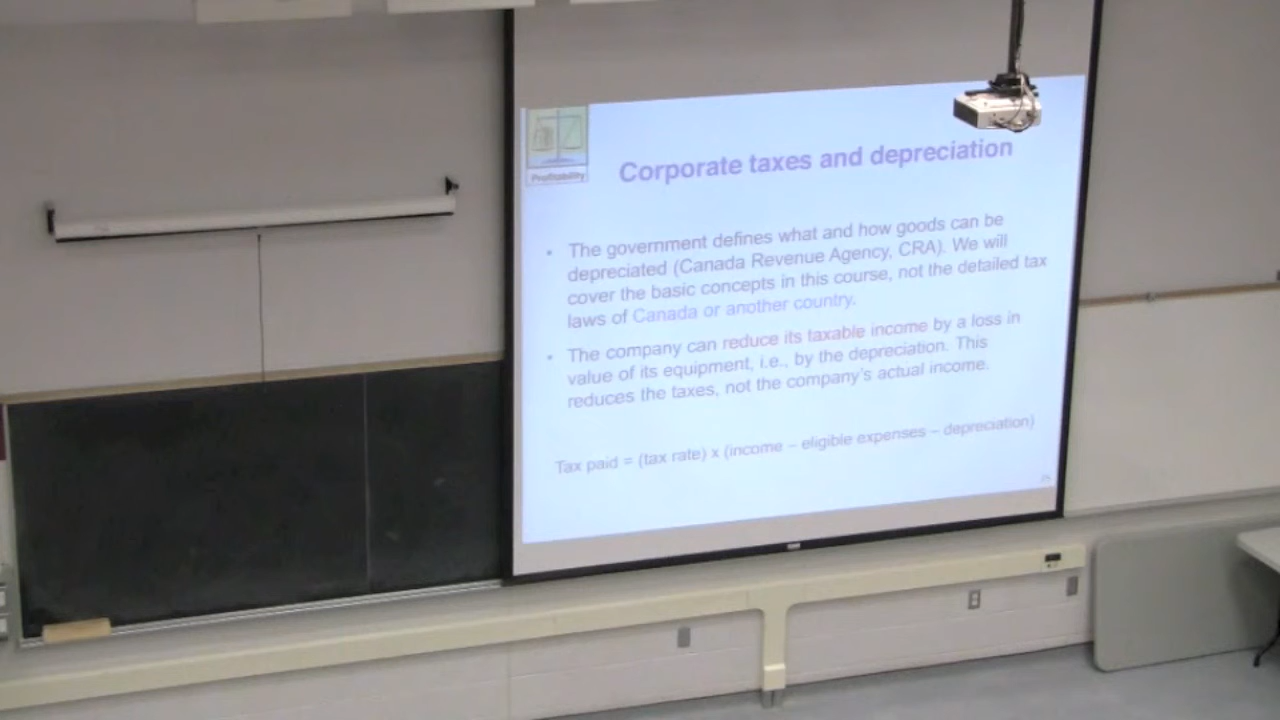 Profitability
Corporate taxes and depreciation
• The government defines what and how goods can be
depreciated (Canada Revenue Agency, CRA). We will
cover the basic concepts in this course, not the detailed tax
laws of Canada or another country.
• The company can reduce its taxable income by a loss in
value of its equipment, i.e., by the depreciation. This
reduces the taxes, not the company's actual income.
Tax paid = (tax rate) x (income – eligible expenses – depreciation)